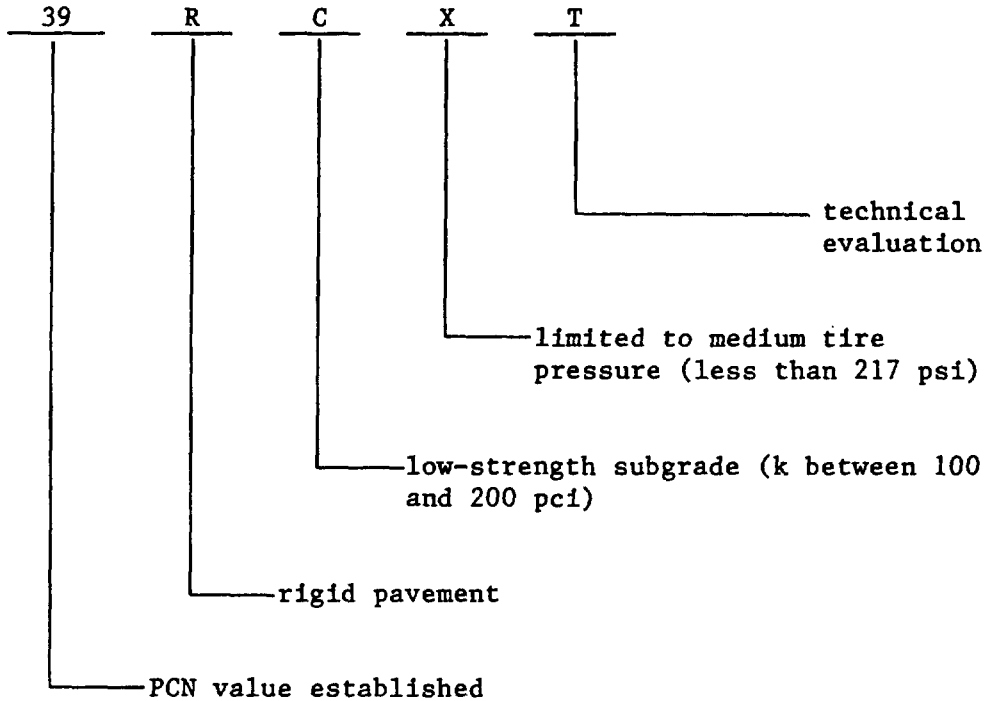 39 R C X T
technical
evaluation
limited to medium tire
pressure (less than 217 psi)
low-strength subgrade (k between 100
and 200 pci)
rigid pavement
PCN value established